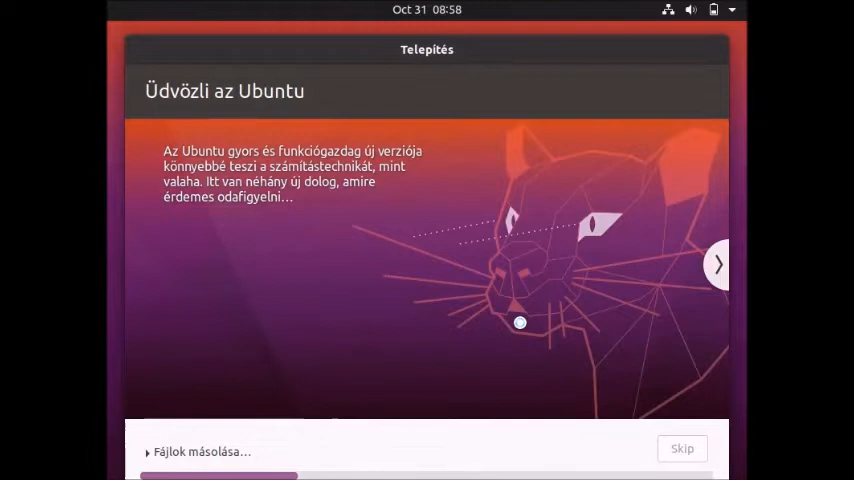 Oct 31 08:58
Telepítés
Üdvözli az Ubuntu
Az Ubuntu gyors és funkciógazdag új verziója
könnyebbé teszi a számítástechnikát, mint
valaha. Itt van néhány új dolog, amire
érdemes odafigyelni…
Fájlok másolása…
Skip